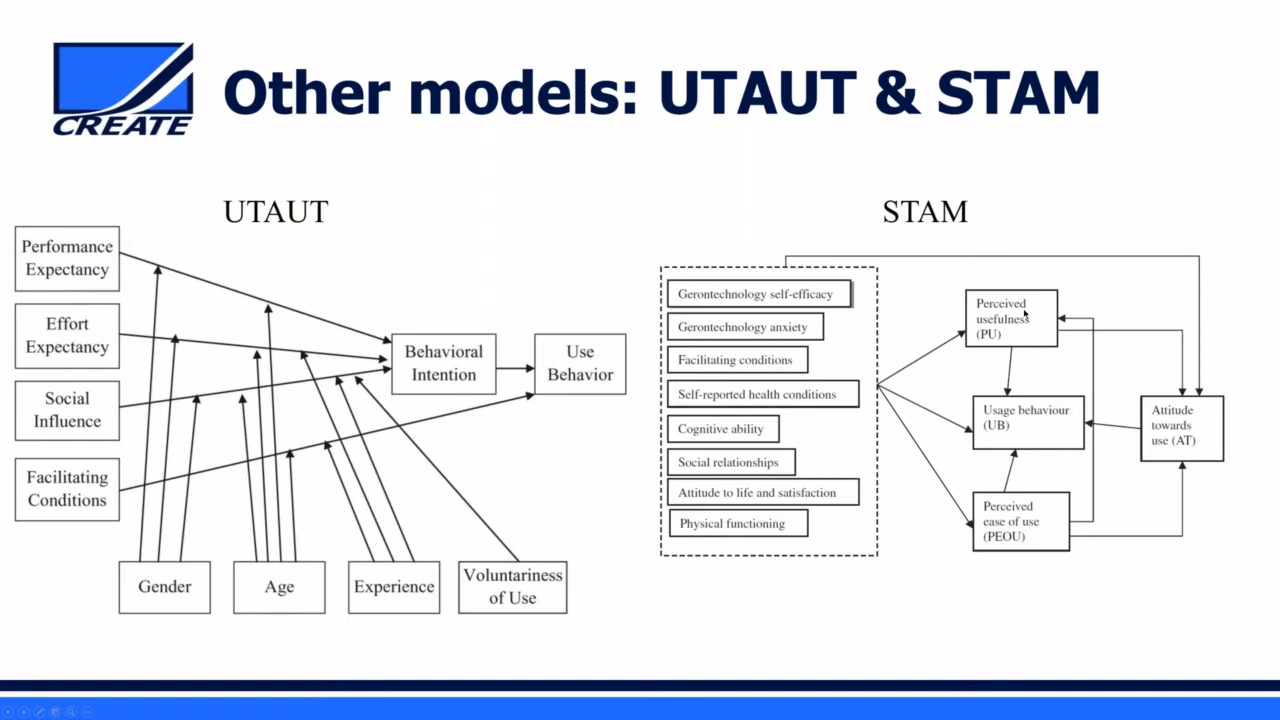 CREATE
Other models: UTAUT & STAM
UTAUT
Performance
Expectancy
Effort
Expectancy
Social
Influence
Facilitating
Conditions
Behavioral
Intention
Use
Behavior
Gender
Age
Experience
Voluntariness
of Use
STAM
Gerontechnology self-efficacy
Gerontechnology anxiety
Facilitating conditions
Self-reported health conditions
Cognitive ability
Social relationships
Attitude to life and satisfaction
Physical functioning
Perceived
usefulness
(PU)
Usage behaviour
(UB)
Perceived
ease of use
(PEOU)
Attitude
towards
use (AT)